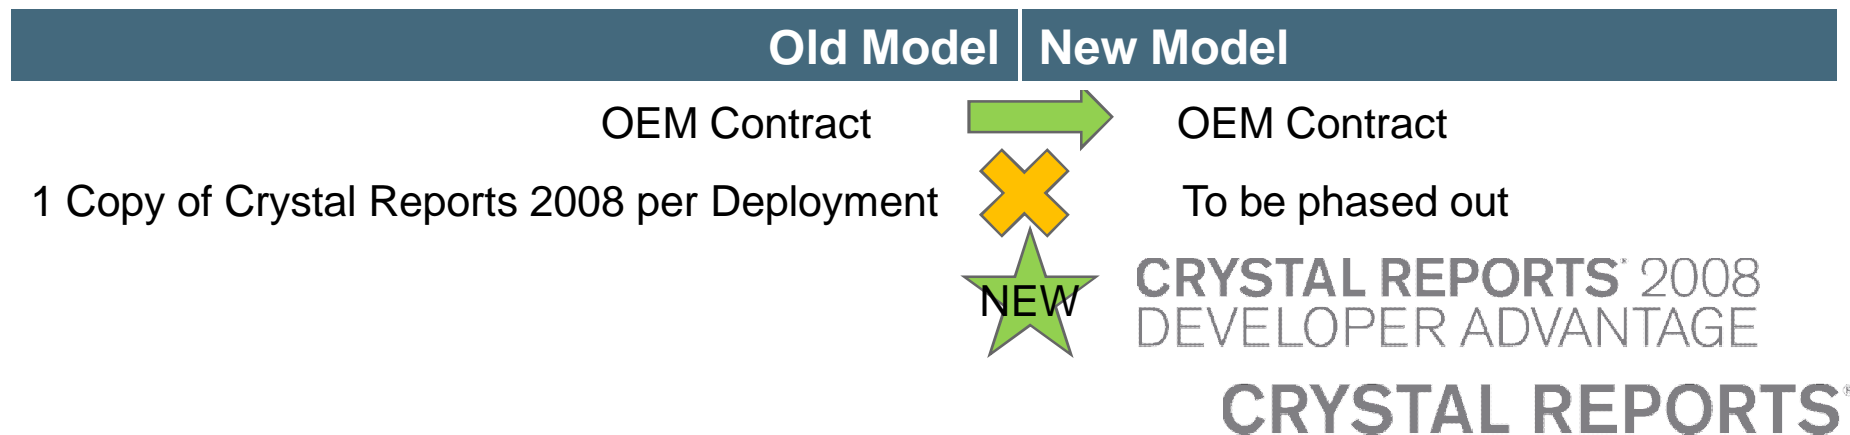 Old Model New Model
OEM Contract OEM Contract
1 Copy of Crystal Reports 2008 per Deployment To be phased out
NEW CRYSTAL REPORTS® 2008
DEVELOPER ADVANTAGE
CRYSTAL REPORTS®